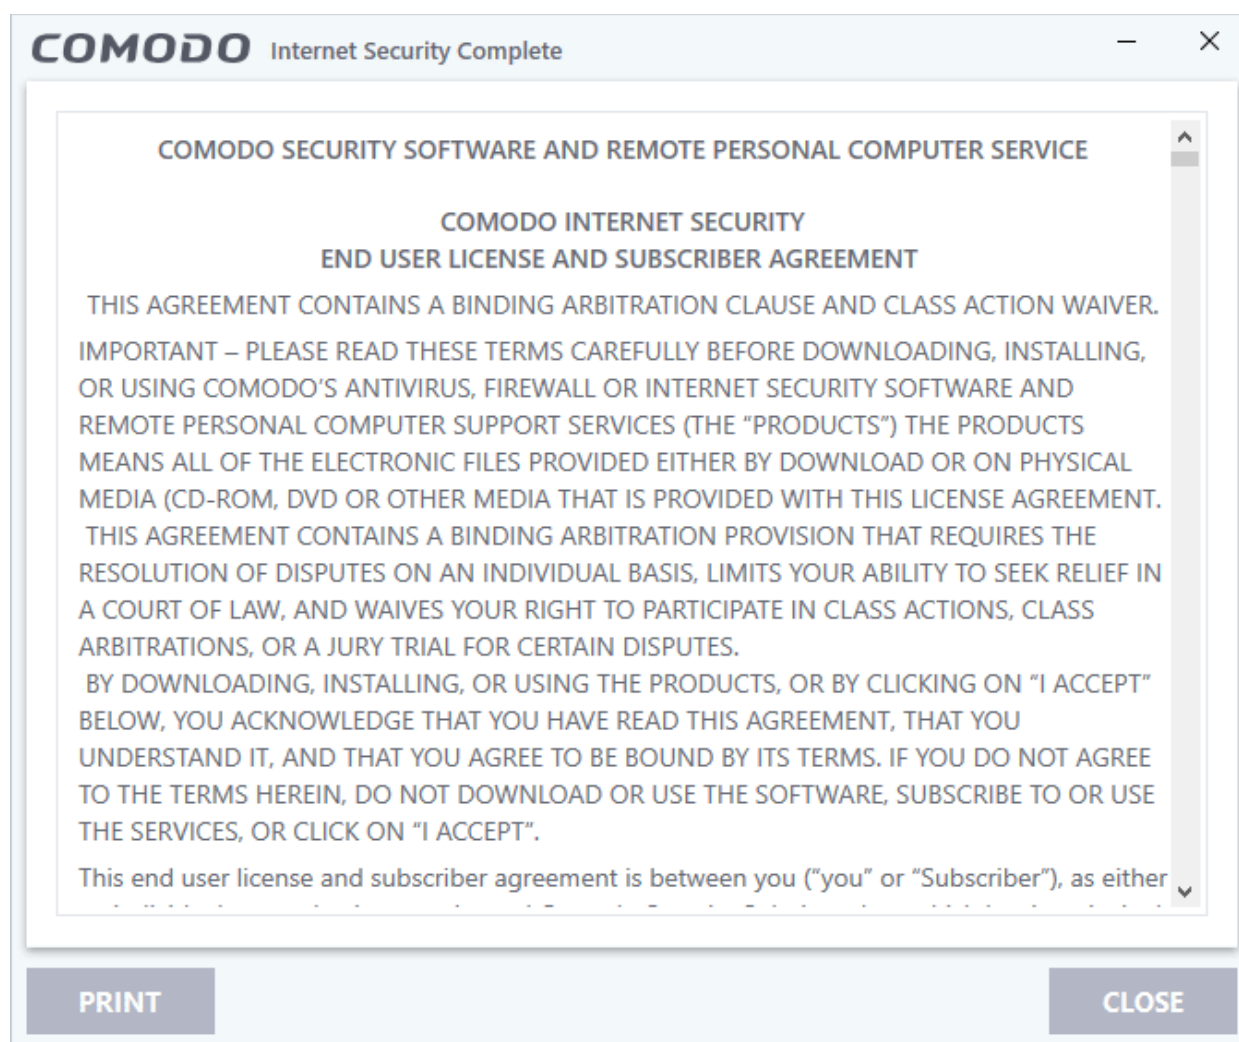 COMODO Internet Security Complete
COMODO SECURITY SOFTWARE AND REMOTE PERSONAL COMPUTER SERVICE
COMODO INTERNET SECURITY
END USER LICENSE AND SUBSCRIBER AGREEMENT
THIS AGREEMENT CONTAINS A BINDING ARBITRATION CLAUSE AND CLASS ACTION WAIVER.
IMPORTANT – PLEASE READ THESE TERMS CAREFULLY BEFORE DOWNLOADING, INSTALLING,
OR USING COMODO’S ANTIVIRUS, FIREWALL OR INTERNET SECURITY SOFTWARE AND
REMOTE PERSONAL COMPUTER SUPPORT SERVICES (THE “PRODUCTS”) THE PRODUCTS
MEANS ALL OF THE ELECTRONIC FILES PROVIDED EITHER BY DOWNLOAD OR ON PHYSICAL
MEDIA (CD-ROM, DVD OR OTHER MEDIA THAT IS PROVIDED WITH THIS LICENSE AGREEMENT.
THIS AGREEMENT CONTAINS A BINDING ARBITRATION PROVISION THAT REQUIRES THE
RESOLUTION OF DISPUTES ON AN INDIVIDUAL BASIS, LIMITS YOUR ABILITY TO SEEK RELIEF IN
A COURT OF LAW, AND WAIVES YOUR RIGHT TO PARTICIPATE IN CLASS ACTIONS, CLASS
ARBITRATIONS, OR A JURY TRIAL FOR CERTAIN DISPUTES.
BY DOWNLOADING, INSTALLING, OR USING THE PRODUCTS, OR BY CLICKING ON “I ACCEPT”
BELOW, YOU ACKNOWLEDGE THAT YOU HAVE READ THIS AGREEMENT, THAT YOU
UNDERSTAND IT, AND THAT YOU AGREE TO BE BOUND BY ITS TERMS. IF YOU DO NOT AGREE
TO THE TERMS HEREIN, DO NOT DOWNLOAD OR USE THE SOFTWARE, SUBSCRIBE TO OR USE
THE SERVICES, OR CLICK ON “I ACCEPT”.
This end user license and subscriber agreement is between you (“you” or “Subscriber”), as either
PRINT
CLOSE